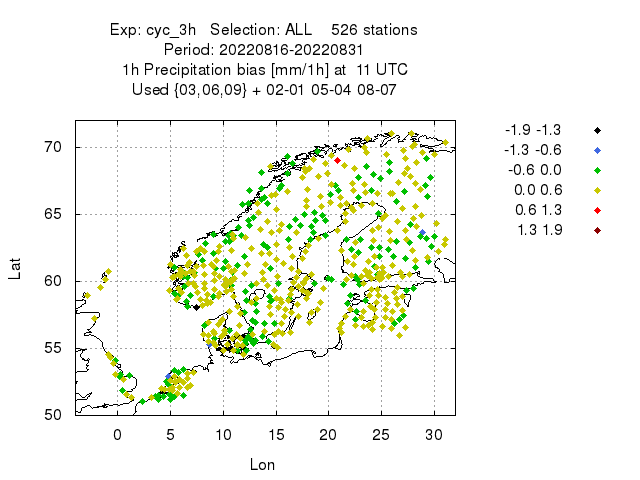 Exp: cyc_3h   Selection: ALL    526 stations
Period: 20220816-20220831
1h Precipitation bias [mm/1h] at  11 UTC
Used {03,06,09} + 02-01 05-04 08-07
-1.9 -1.3
-1.3 -0.6
-0.6 0.0
0.0 0.6
0.6 1.3
1.3 1.9
70
65
60
55
50
Lat
0 5 10 15 20 25 30
Lon